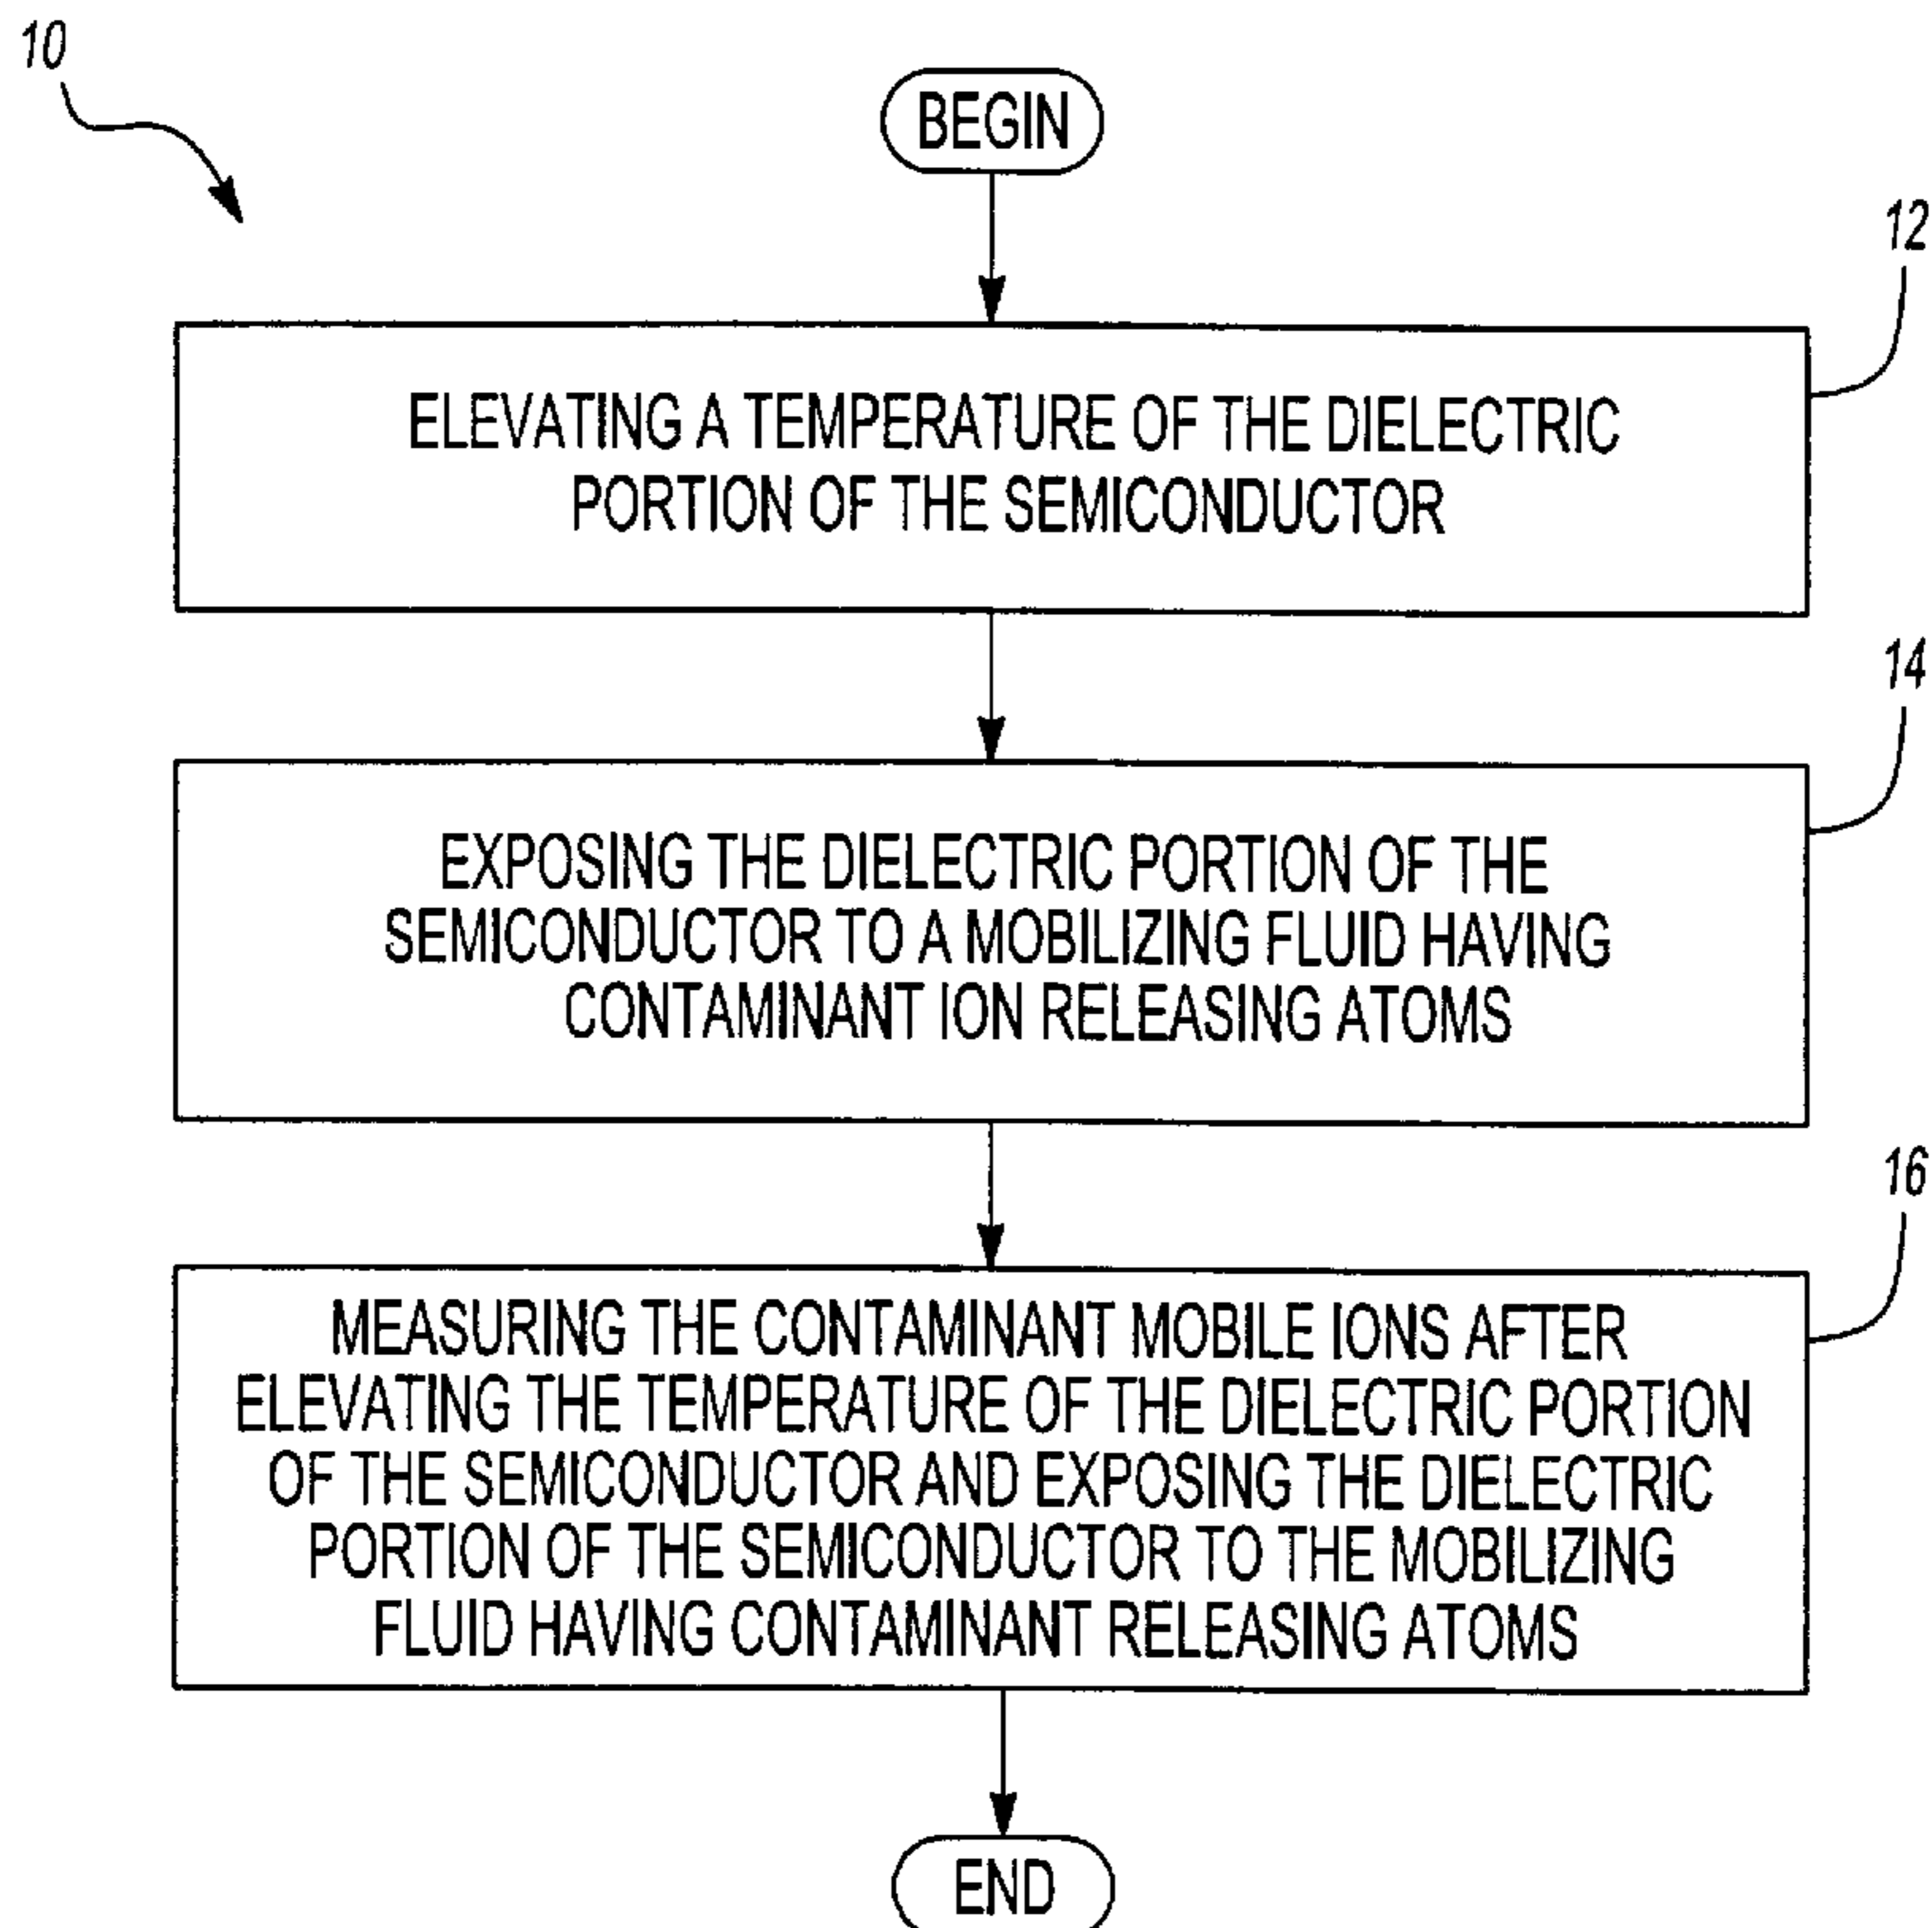 10
BEGIN
12
ELEVATING A TEMPERATURE OF THE DIELECTRIC
PORTION OF THE SEMICONDUCTOR
14
EXPOSING THE DIELECTRIC PORTION OF THE
SEMICONDUCTOR TO A MOBILIZING FLUID HAVING
CONTAMINANT ION RELEASING ATOMS
16
MEASURING THE CONTAMINANT MOBILE IONS AFTER
ELEVATING THE TEMPERATURE OF THE DIELECTRIC PORTION
OF THE SEMICONDUCTOR AND EXPOSING THE DIELECTRIC
PORTION OF THE SEMICONDUCTOR TO THE MOBILIZING
FLUID HAVING CONTAMINANT RELEASING ATOMS
END